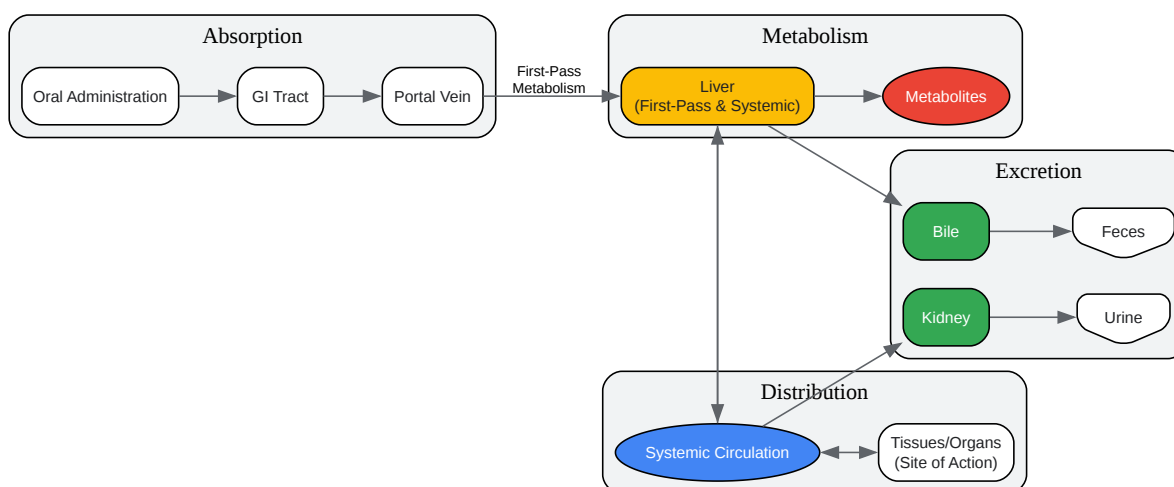 Absorption
Oral Administration
GI Tract
Portal Vein
First-Pass
Metabolism
Metabolism
Liver
(First-Pass & Systemic)
Metabolites
Excretion
Bile
Feces
Kidney
Urine
Distribution
Systemic Circulation
Tissues/Organs
(Site of Action)